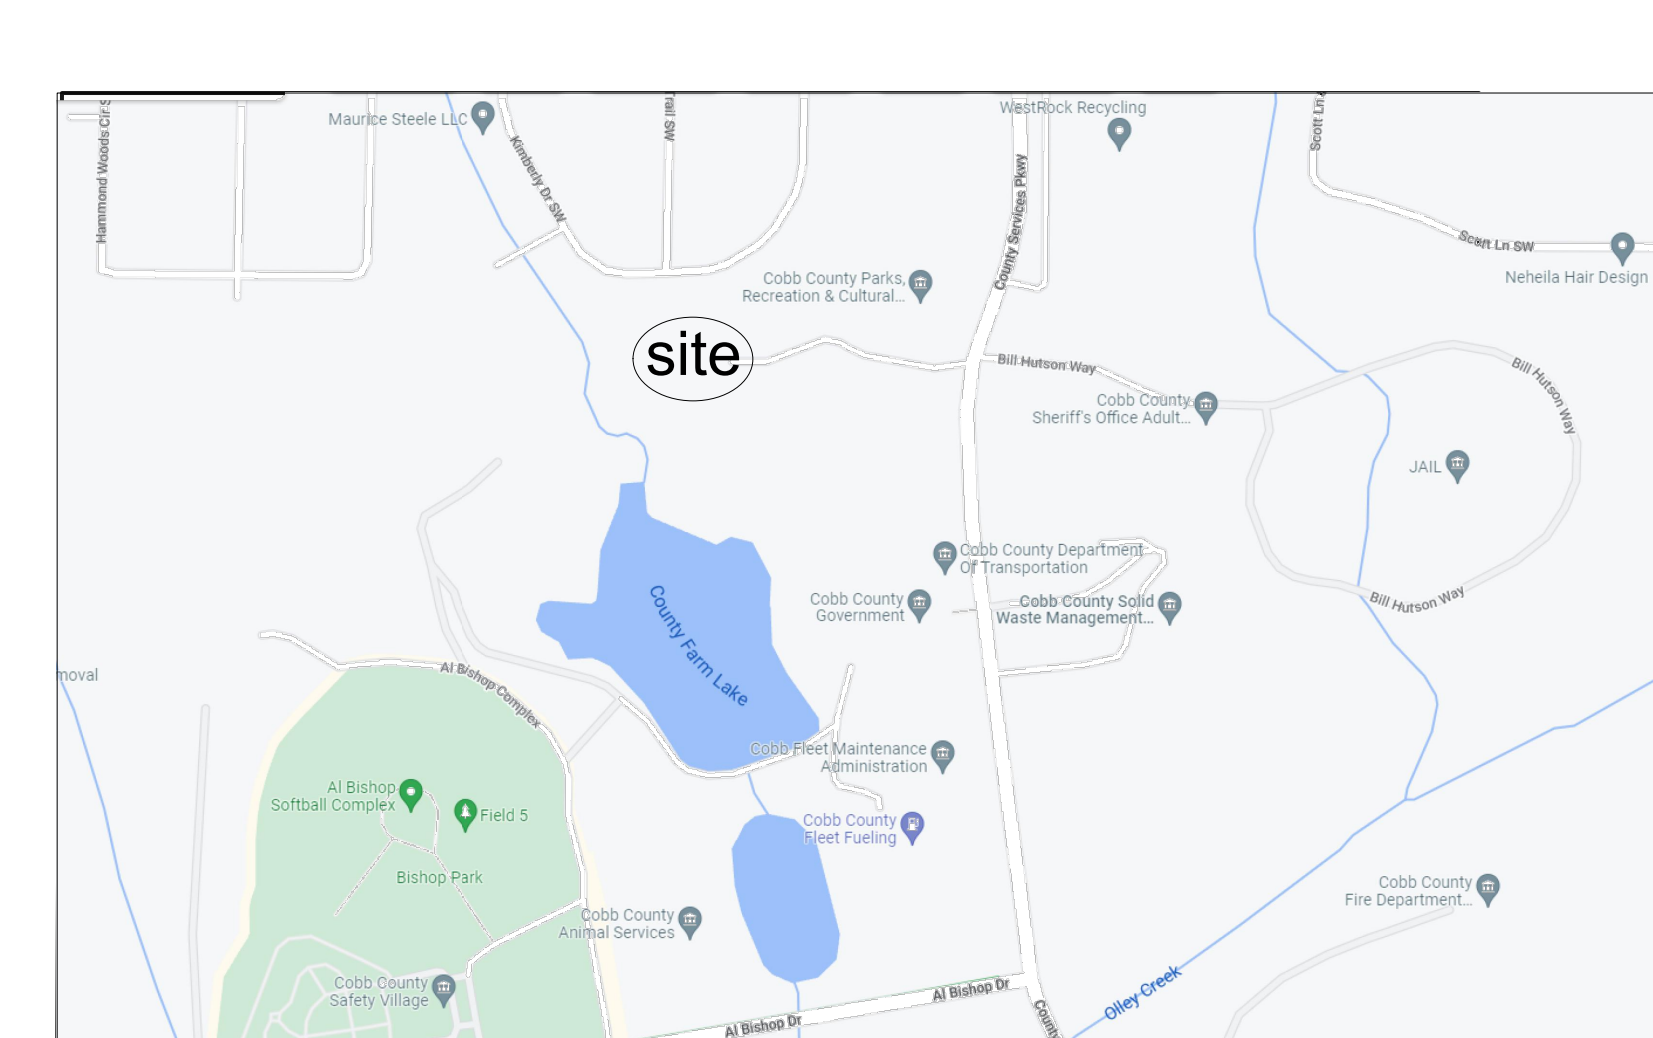 WestRock Recycling
Maurice Steele LLC
Hammond Woods Cir S
Kimberly Dr SW
Trail SW
County Services Pkwy
Scott Ln
Scott Ln SW
Neheila Hair Design
Cobb County Parks,
Recreation & Cultural...
site
Bill Hutson Way
Bill Hutson Way
Cobb County
Sheriff's Office Adult...
JAIL
Cobb County Department
Of Transportation
Cobb County
Government
Cobb County Solid
Waste Management...
Bill Hutson Way
County Farm Lake
moval
Al Bishop Complex
Cobb Fleet Maintenance
Administration
Al Bishop
Softball Complex
Field 5
Cobb County
Fleet Fueling
Bishop Park
Cobb County
Fire Department...
Cobb County
Animal Services
Cobb County
Safety Village
Al Bishop Dr
Al Bishop Dr
County
Olley Creek